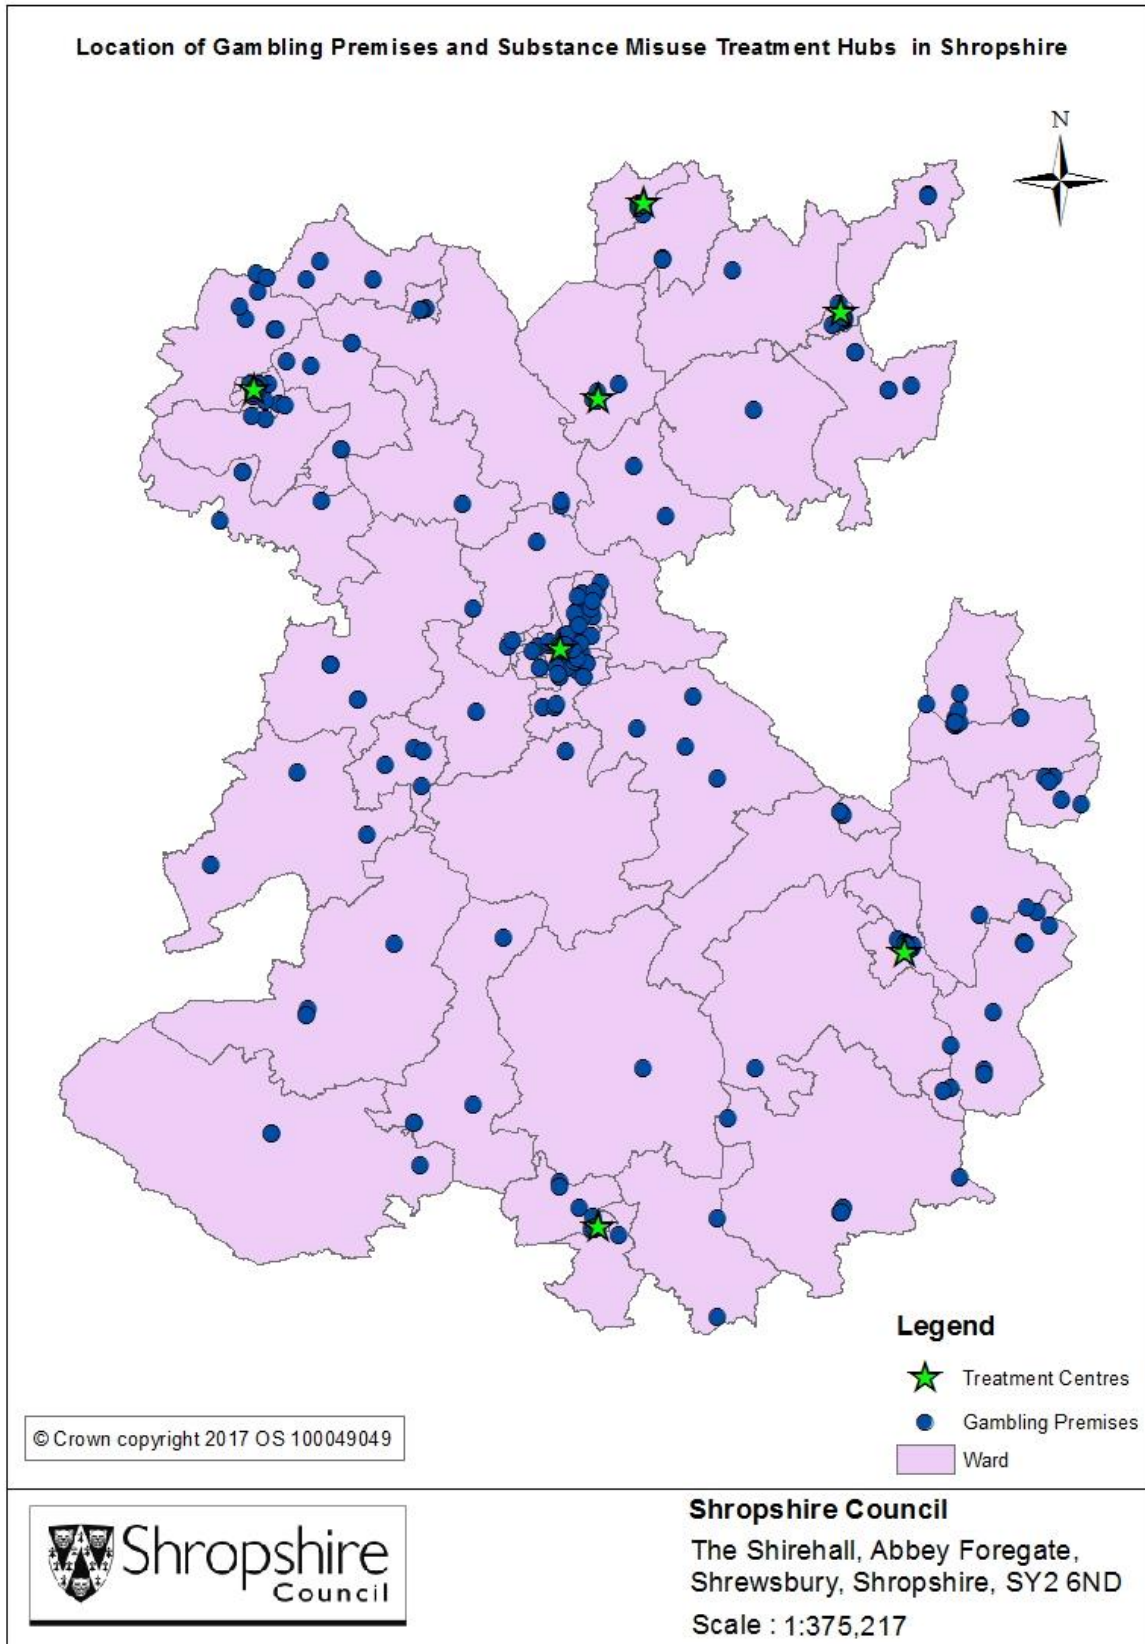 Location of Gambling Premises and Substance Misuse Treatment Hubs in Shropshire
N
Legend
Treatment Centres
Gambling Premises
Ward
© Crown copyright 2017 OS 100049049
Shropshire
Council
Shropshire Council
The Shirehall, Abbey Foregate,
Shrewsbury, Shropshire, SY2 6ND
Scale : 1:375,217